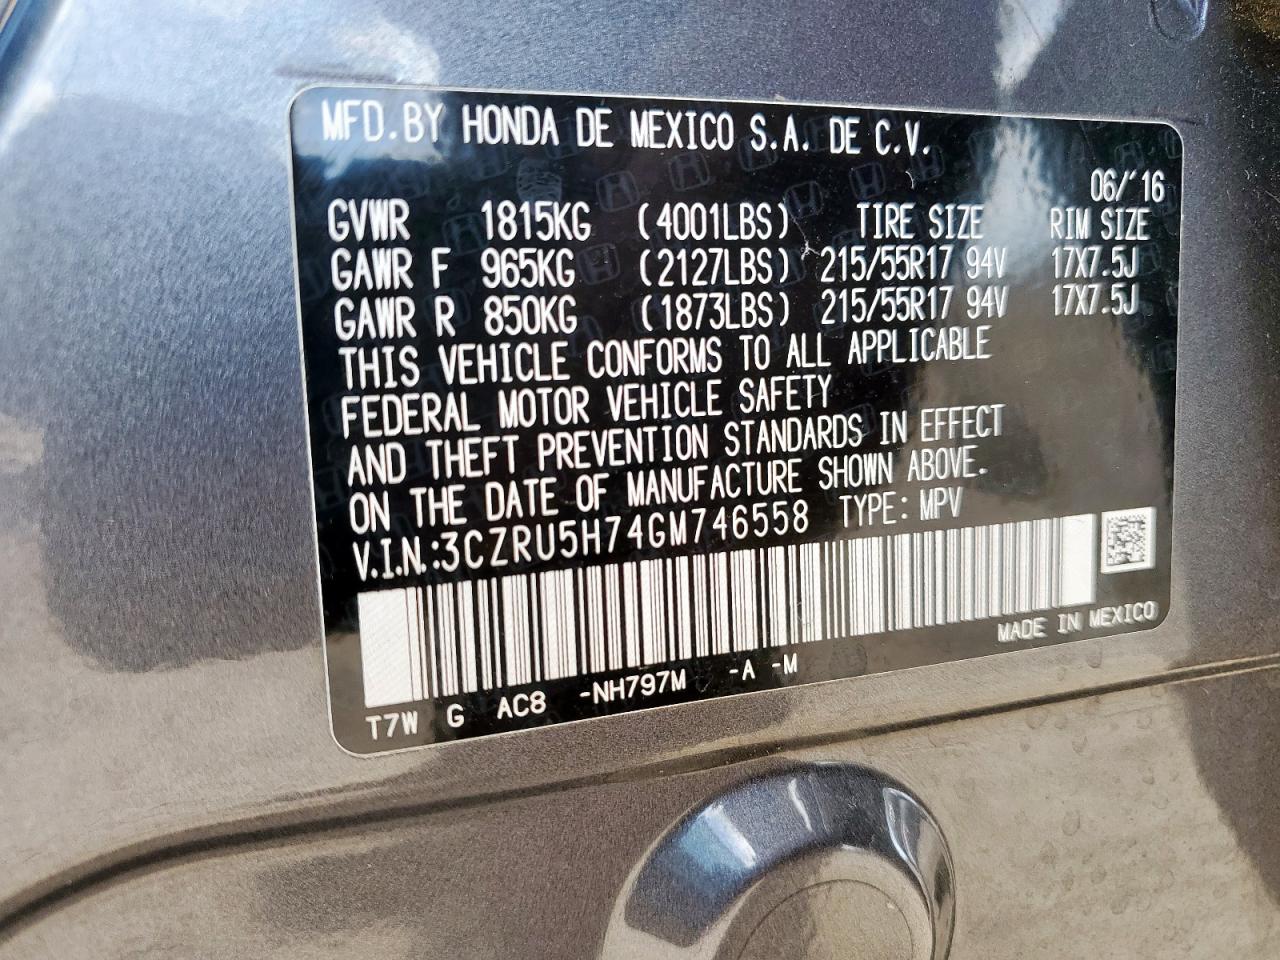 MFD.BY HONDA DE MEXICO S.A. DE C.V.
06/'16
GVWR 1815KG (4001LBS) TIRE SIZE RIM SIZE
GAWR F 965KG (2127LBS) 215/55R17 94V 17X7.5J
GAWR R 850KG (1873LBS) 215/55R17 94V 17X7.5J
THIS VEHICLE CONFORMS TO ALL APPLICABLE
FEDERAL MOTOR VEHICLE SAFETY
AND THEFT PREVENTION STANDARDS IN EFFECT
ON THE DATE OF MANUFACTURE SHOWN ABOVE.
V.I.N.:3CZRU5H74GM746558 TYPE: MPV
MADE IN MEXICO
T7W G AC8 -NH797M -A -M